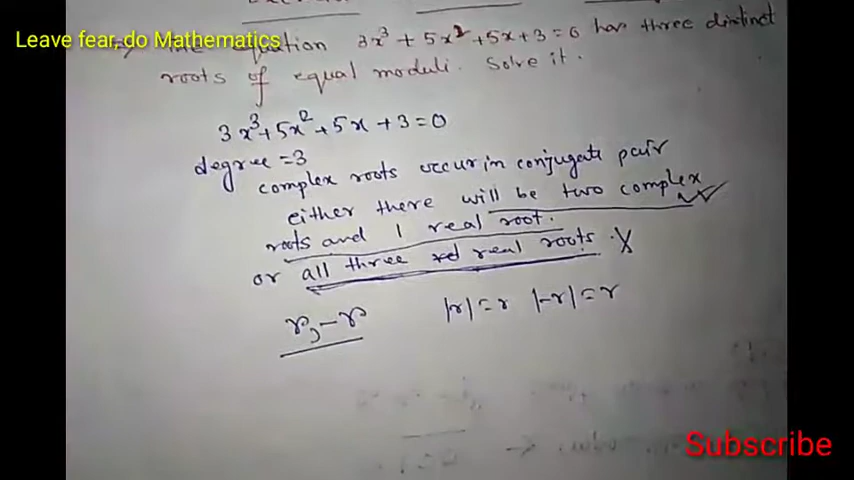 Leave fear, do Mathematics
The equation 3x³ + 5x² + 5x + 3 = 0 has three distinct
roots of equal moduli. Solve it.
3x³ + 5x² + 5x + 3 = 0
degree = 3
complex roots occur in conjugate pair
either there will be two complex
roots and 1 real root.
or all three real roots. X
r, -r |r| = r |-r| = r
Subscribe